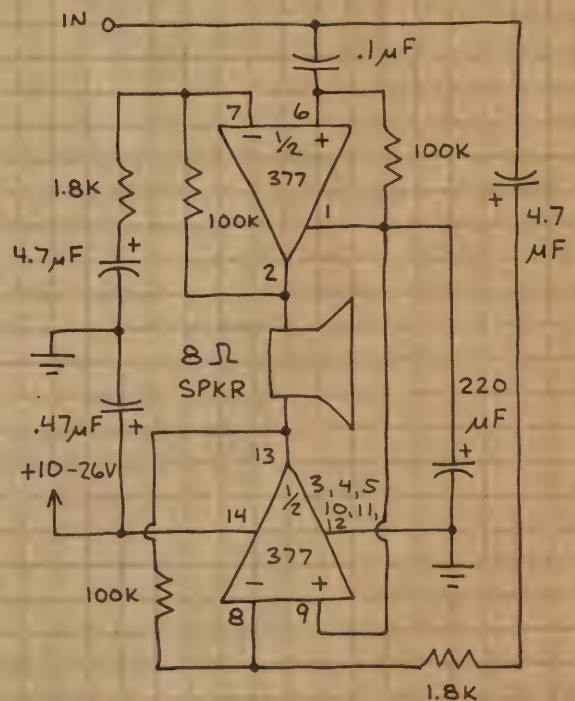 IN
.1µF
7
6
- 1/2 +
377
100K
1.8K
100K
1
+
4.7
µF
4.7µF
+
2
8 Ω
SPKR
220
µF
+
.47µF
+
+10-26V
13
3, 4, 5
10, 11,
12
14
1/2
377
100K
- +
8
9
1.8K